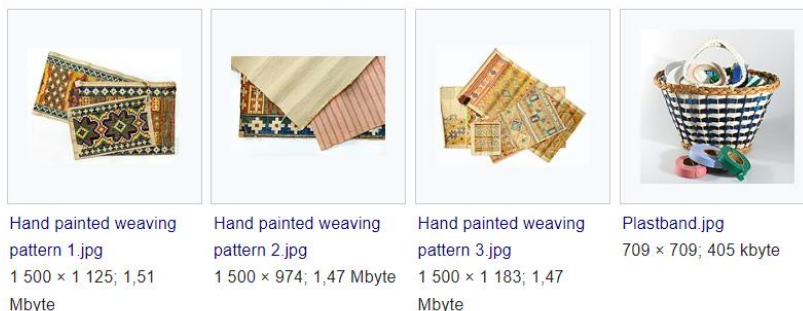 Hand painted weaving
pattern 1.jpg
1 500 × 1 125; 1,51
Mbyte
Hand painted weaving
pattern 2.jpg
1 500 × 974; 1,47 Mbyte
Hand painted weaving
pattern 3.jpg
1 500 × 1 183; 1,47
Mbyte
Plastband.jpg
709 × 709; 405 kbyte